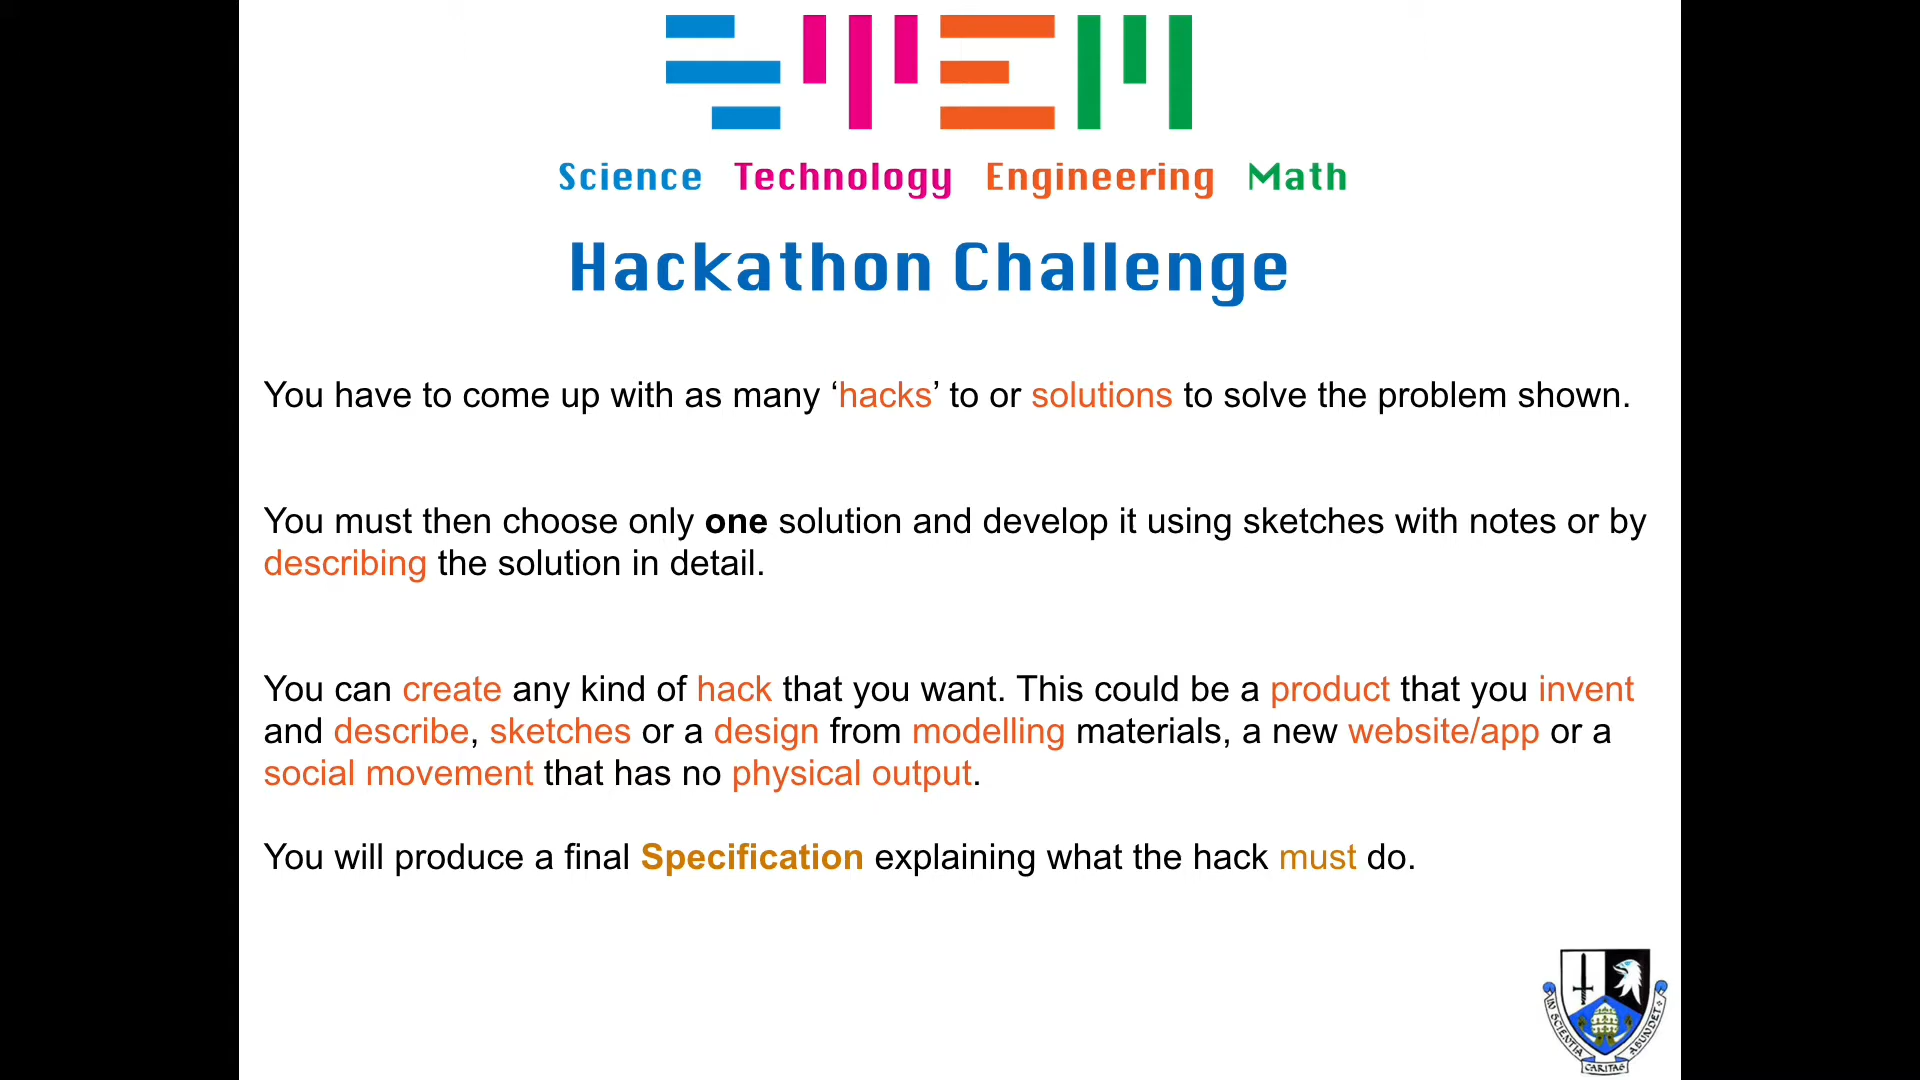 STEM
Science Technology Engineering Math
Hackathon Challenge
You have to come up with as many ‘hacks’ to or solutions to solve the problem shown.
You must then choose only one solution and develop it using sketches with notes or by
describing the solution in detail.
You can create any kind of hack that you want. This could be a product that you invent
and describe, sketches or a design from modelling materials, a new website/app or a
social movement that has no physical output.
You will produce a final Specification explaining what the hack must do.
IN SCIENTIA ABUNDET CARITAS